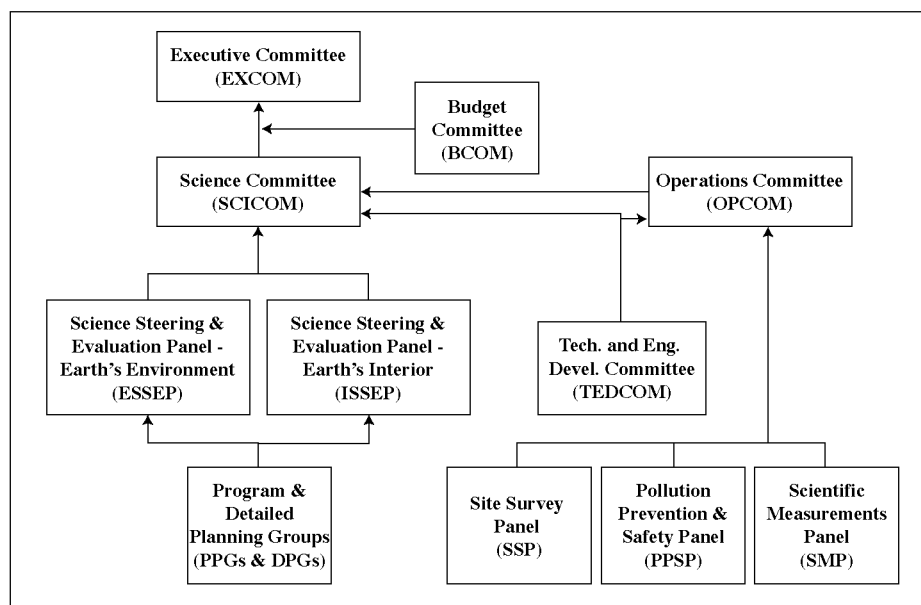 Executive Committee
(EXCOM)
Budget
Committee
(BCOM)
Science Committee
(SCICOM)
Operations Committee
(OPCOM)
Science Steering &
Evaluation Panel -
Earth's Environment
(ESSEP)
Science Steering &
Evaluation Panel -
Earth's Interior
(ISSEP)
Tech. and Eng.
Devel. Committee
(TEDCOM)
Program &
Detailed
Planning Groups
(PPGs & DPGs)
Site Survey
Panel
(SSP)
Pollution
Prevention &
Safety Panel
(PPSP)
Scientific
Measurements
Panel
(SMP)